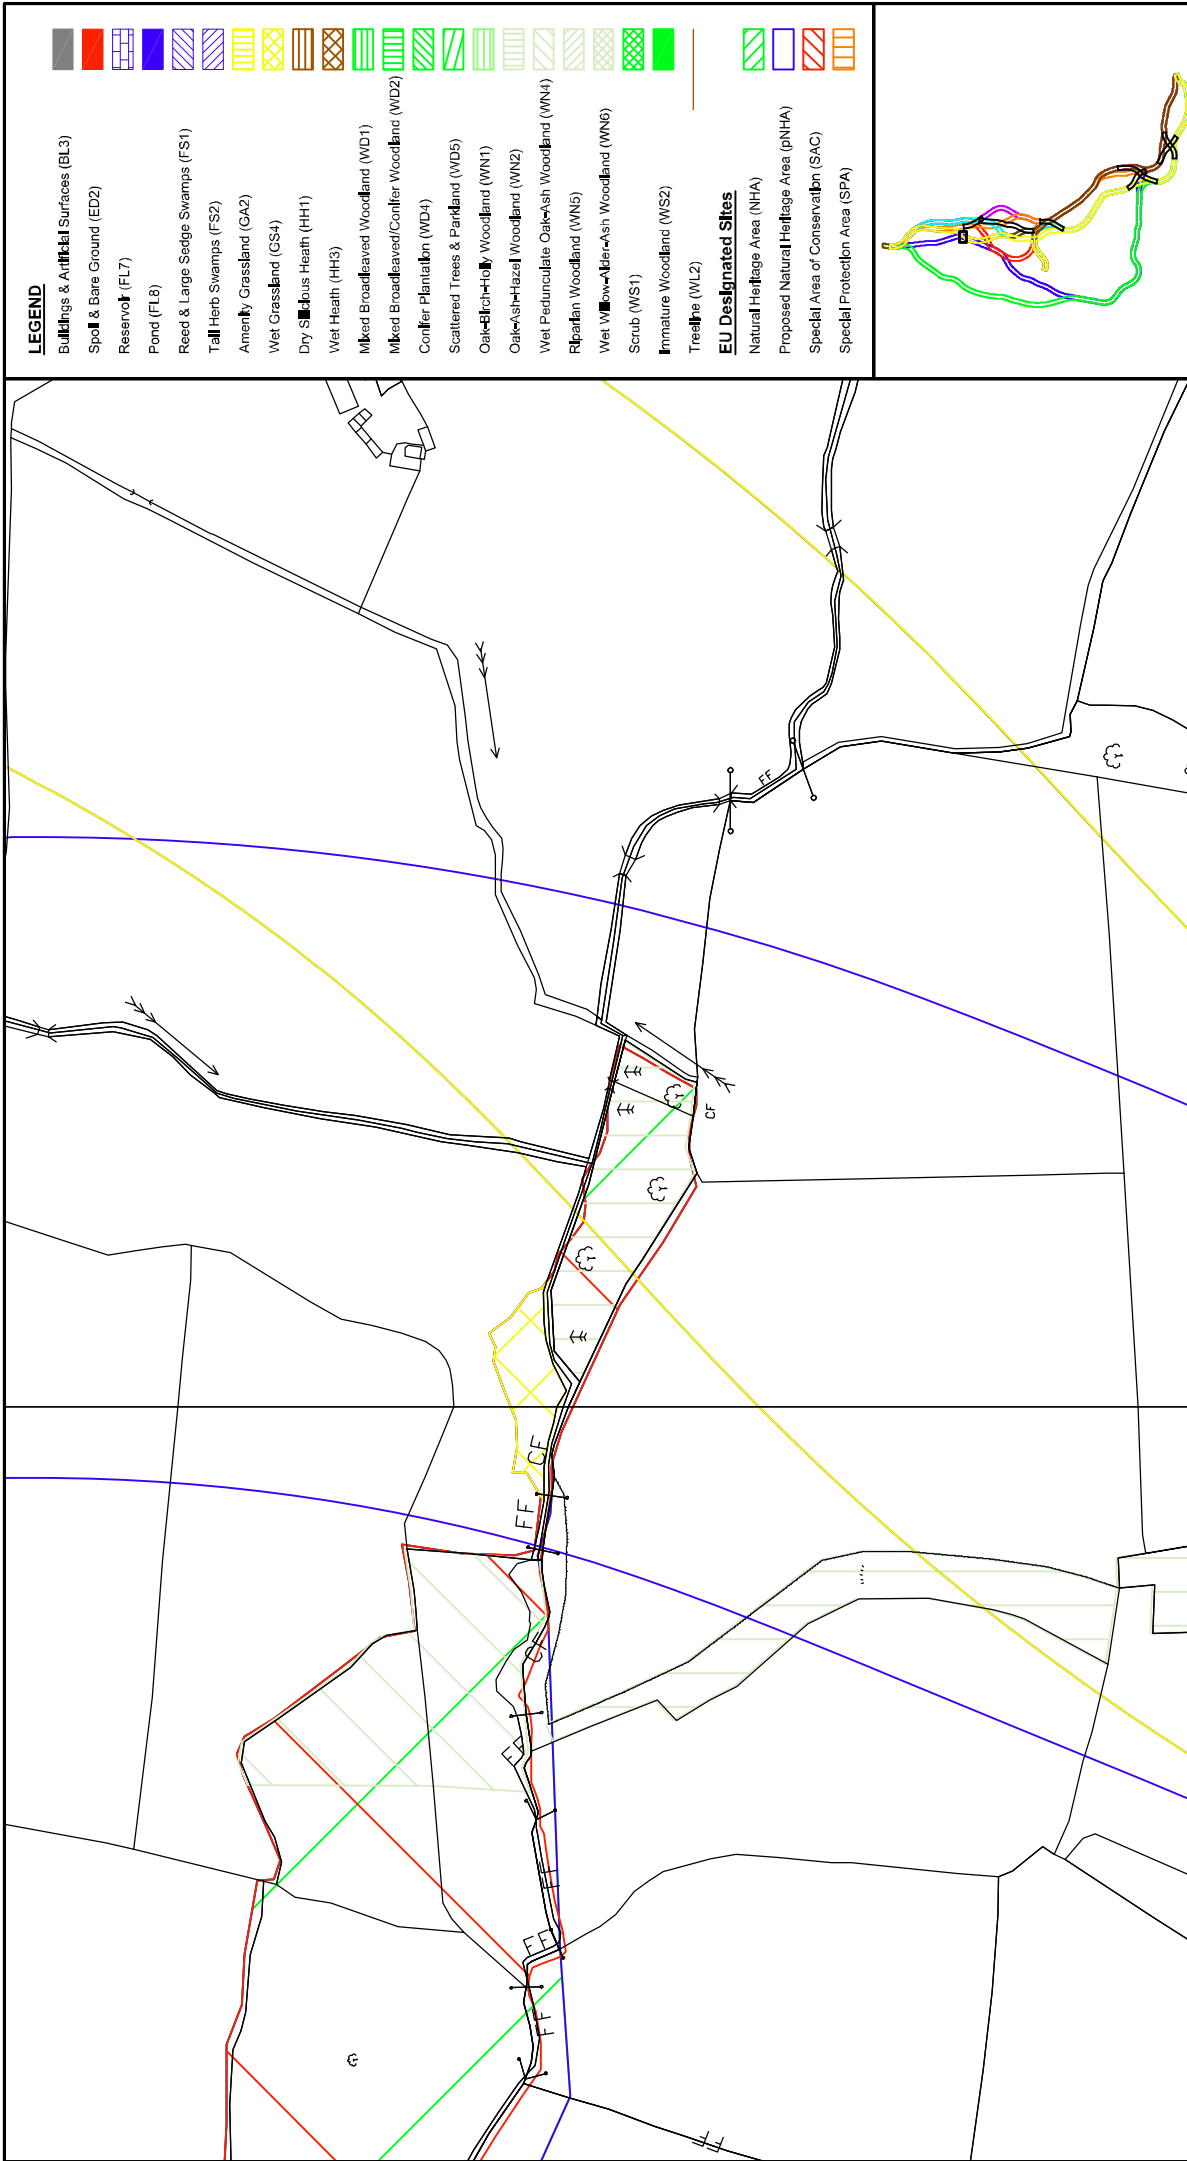 LEGEND
Buildings & Artificial Surfaces (BL3)
Spoil & Bare Ground (ED2)
Reservoir (FL7)
Pond (FL8)
Reed & Large Sedge Swamps (FS1)
Tall Herb Swamps (FS2)
Amenity Grassland (GA2)
Wet Grassland (GS4)
Dry Silicious Heath (HH1)
Wet Heath (HH3)
Mixed Broadleaved Woodland (WD1)
Mixed Broadleaved/Conifer Woodland (WD2)
Conifer Plantation (WD4)
Scattered Trees & Parkland (WD5)
Oak-Birch-Holly Woodland (WN1)
Oak-Ash-Hazel Woodland (WN2)
Wet Pedunculate Oak-Ash Woodland (WN4)
Riparian Woodland (WN5)
Wet Willow-Alder-Ash Woodland (WN6)
Scrub (WS1)
Immature Woodland (WS2)
Treeline (WL2)
EU Designated Sites
Natural Heritage Area (NHA)
Proposed Natural Heritage Area (pNHA)
Special Area of Conservation (SAC)
Special Protection Area (SPA)
FF
CF
CF
FF
CF
FF
FF
FF
FF
FF